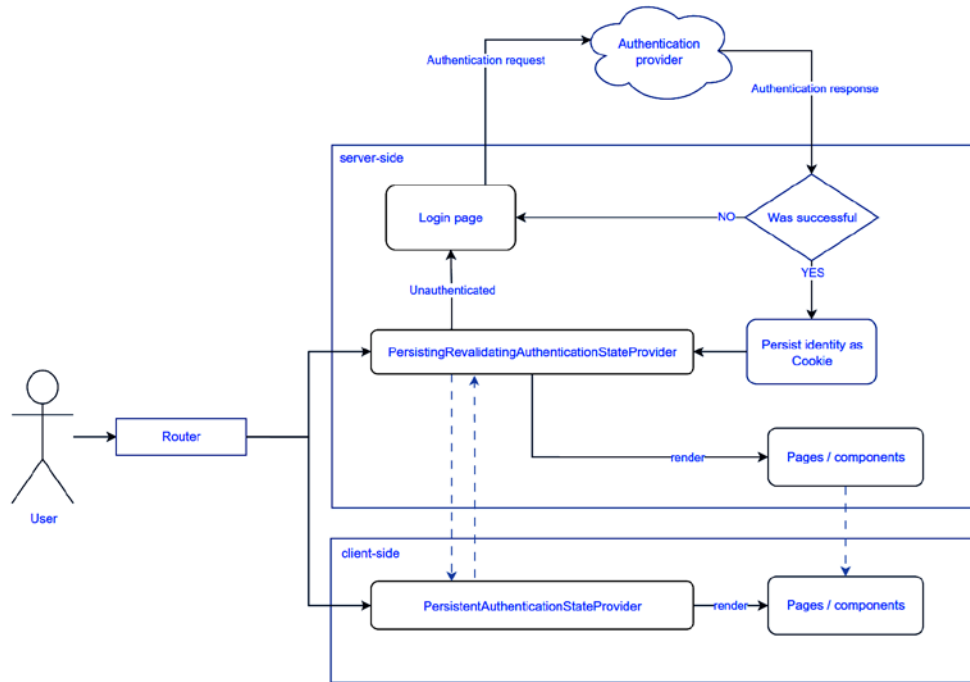 Authentication
provider
Authentication request
Authentication response
server-side
Login page
NO
Was successful
YES
Unauthenticated
PersistingRevalidatingAuthenticationStateProvider
Persist identity as
Cookie
Router
render
Pages / components
User
client-side
PersistentAuthenticationStateProvider
render
Pages / components